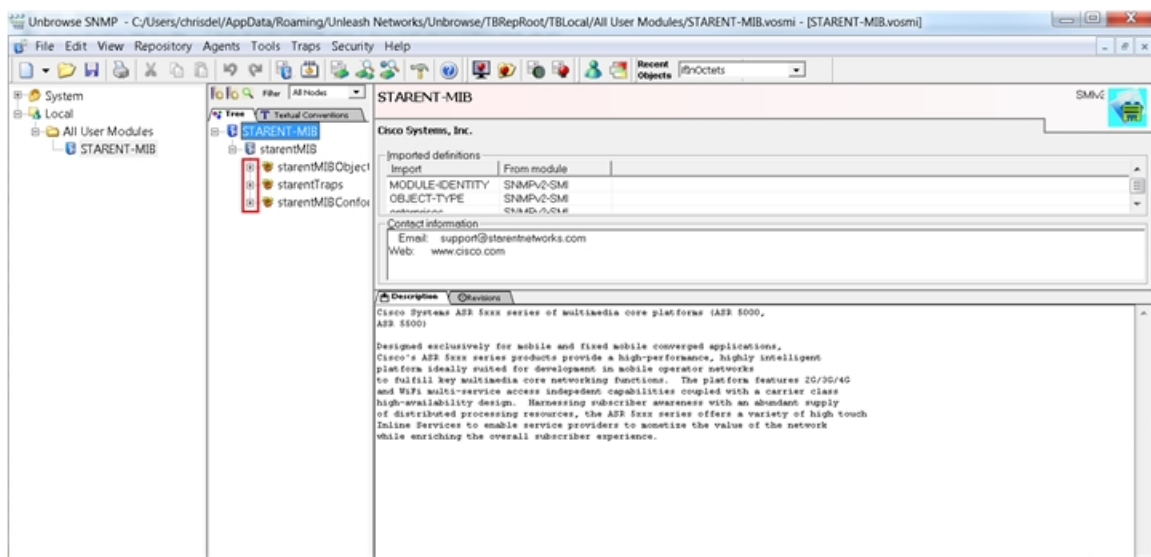 Unbrowse SNMP - C:/Users/chrisdel/AppData/Roaming/Unleash Networks/Unbrowse/TBRepRoot/TBLocal/All User Modules/STARENT-MIB.vosmi - [STARENT-MIB.vosmi]
File Edit View Repository Agents Tools Traps Security Help
Recent Objects ifInOctets
System
Local
All User Modules
STARENT-MIB
Filter All Nodes
Tree Textual Conventions
STARENT-MIB
starentMIB
starentMIBObject
starentTraps
starentMIBConfor
STARENT-MIB
SMIv2
Cisco Systems, Inc.
Imported definitions
Import From module
MODULE-IDENTITY SNMPv2-SMI
OBJECT-TYPE SNMPv2-SMI
enterprises SNMPv2-SMI
Contact information
Email: support@starentnetworks.com
Web: www.cisco.com
Description Revisions
Cisco Systems ASR 5xxx series of multimedia core platforms (ASR 5000,
ASR 5500)
Designed exclusively for mobile and fixed mobile converged applications,
Cisco's ASR 5xxx series products provide a high-performance, highly intelligent
platform ideally suited for development in mobile operator networks
to fulfill key multimedia core networking functions. The platform features 2G/3G/4G
and WiFi multi-service access indepedent capabilities coupled with a carrier class
high-availability design. Harnessing subscriber awareness with an abundant supply
of distributed processing resources, the ASR 5xxx series offers a variety of high touch
Inline Services to enable service providers to monetize the value of the network
while enriching the overall subscriber experience.